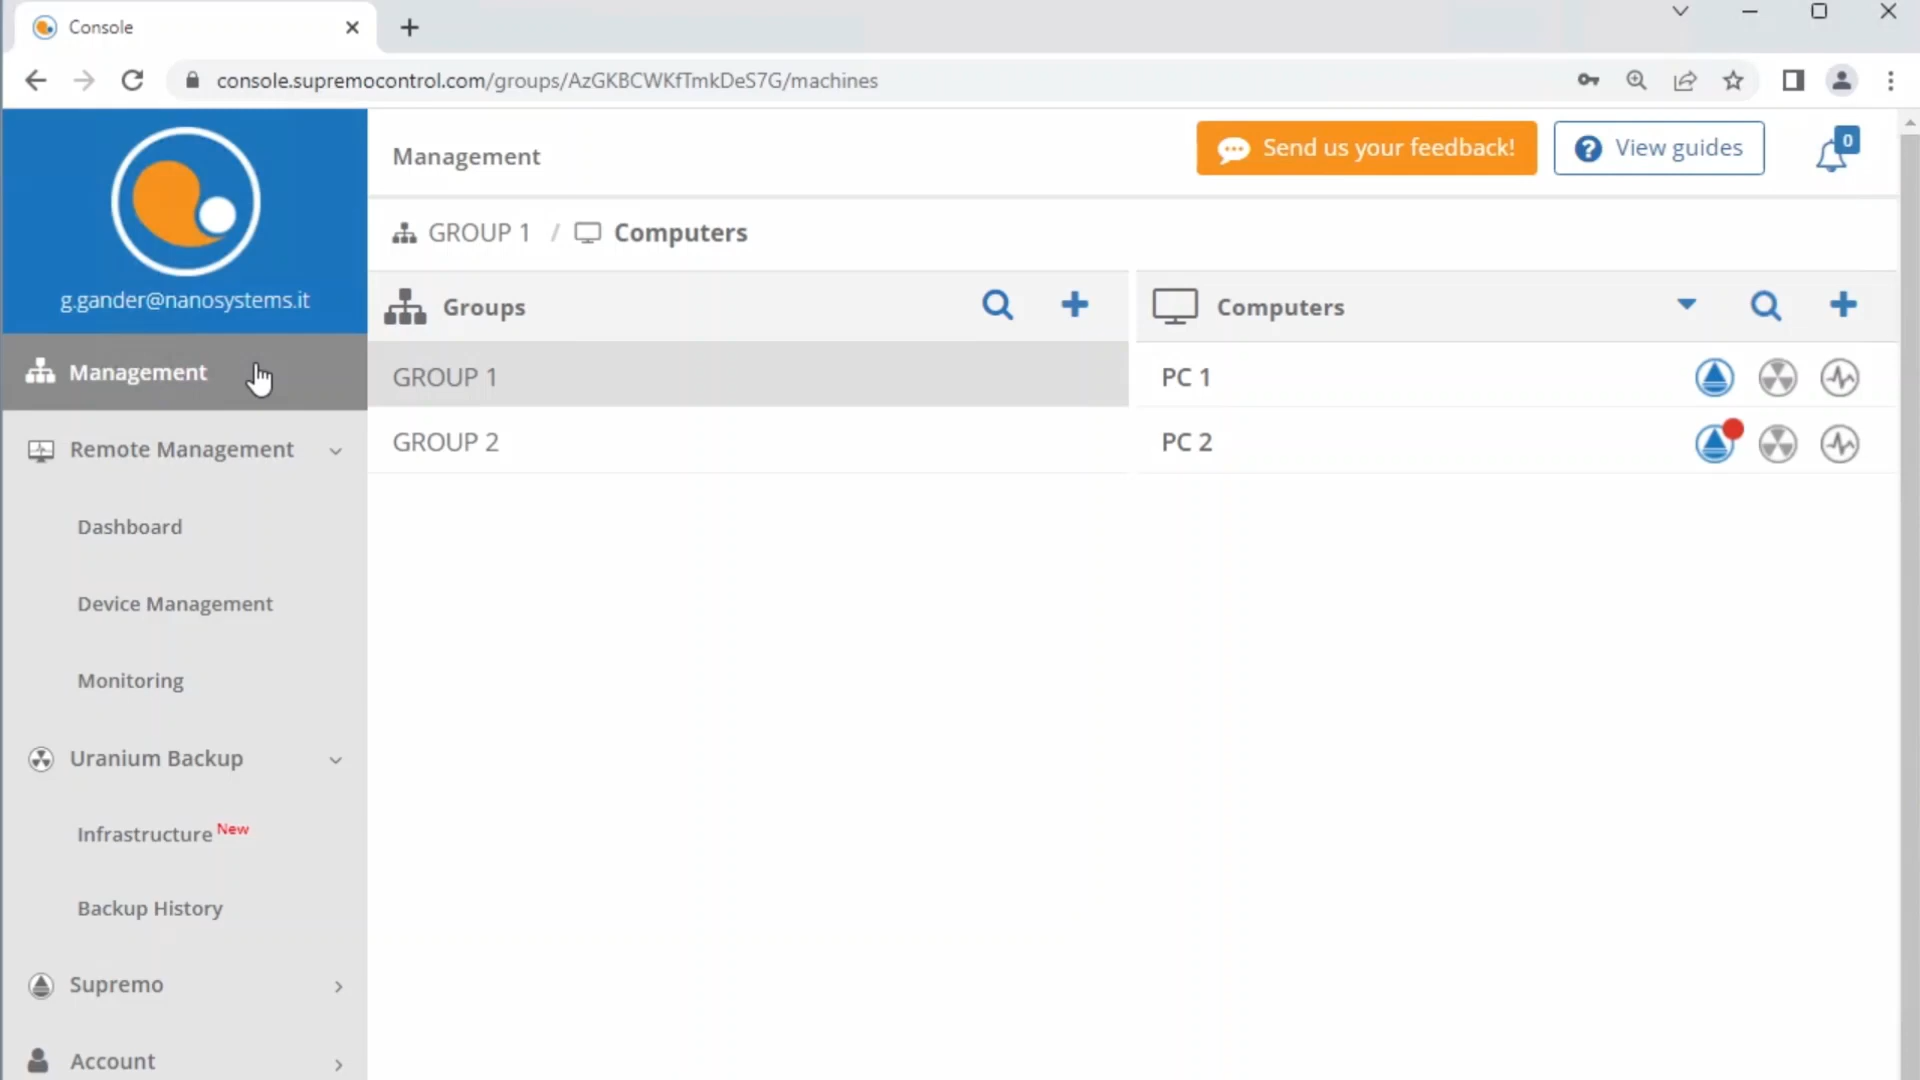 Console
console.supremocontrol.com/groups/AzGKBCWKfTmkDeS7G/machines
g.gander@nanosystems.it
Management
Remote Management
Dashboard
Device Management
Monitoring
Uranium Backup
Infrastructure New
Backup History
Supremo
Account
Management
Send us your feedback!
View guides
0
GROUP 1 / Computers
Groups
GROUP 1
GROUP 2
Computers
PC 1
PC 2